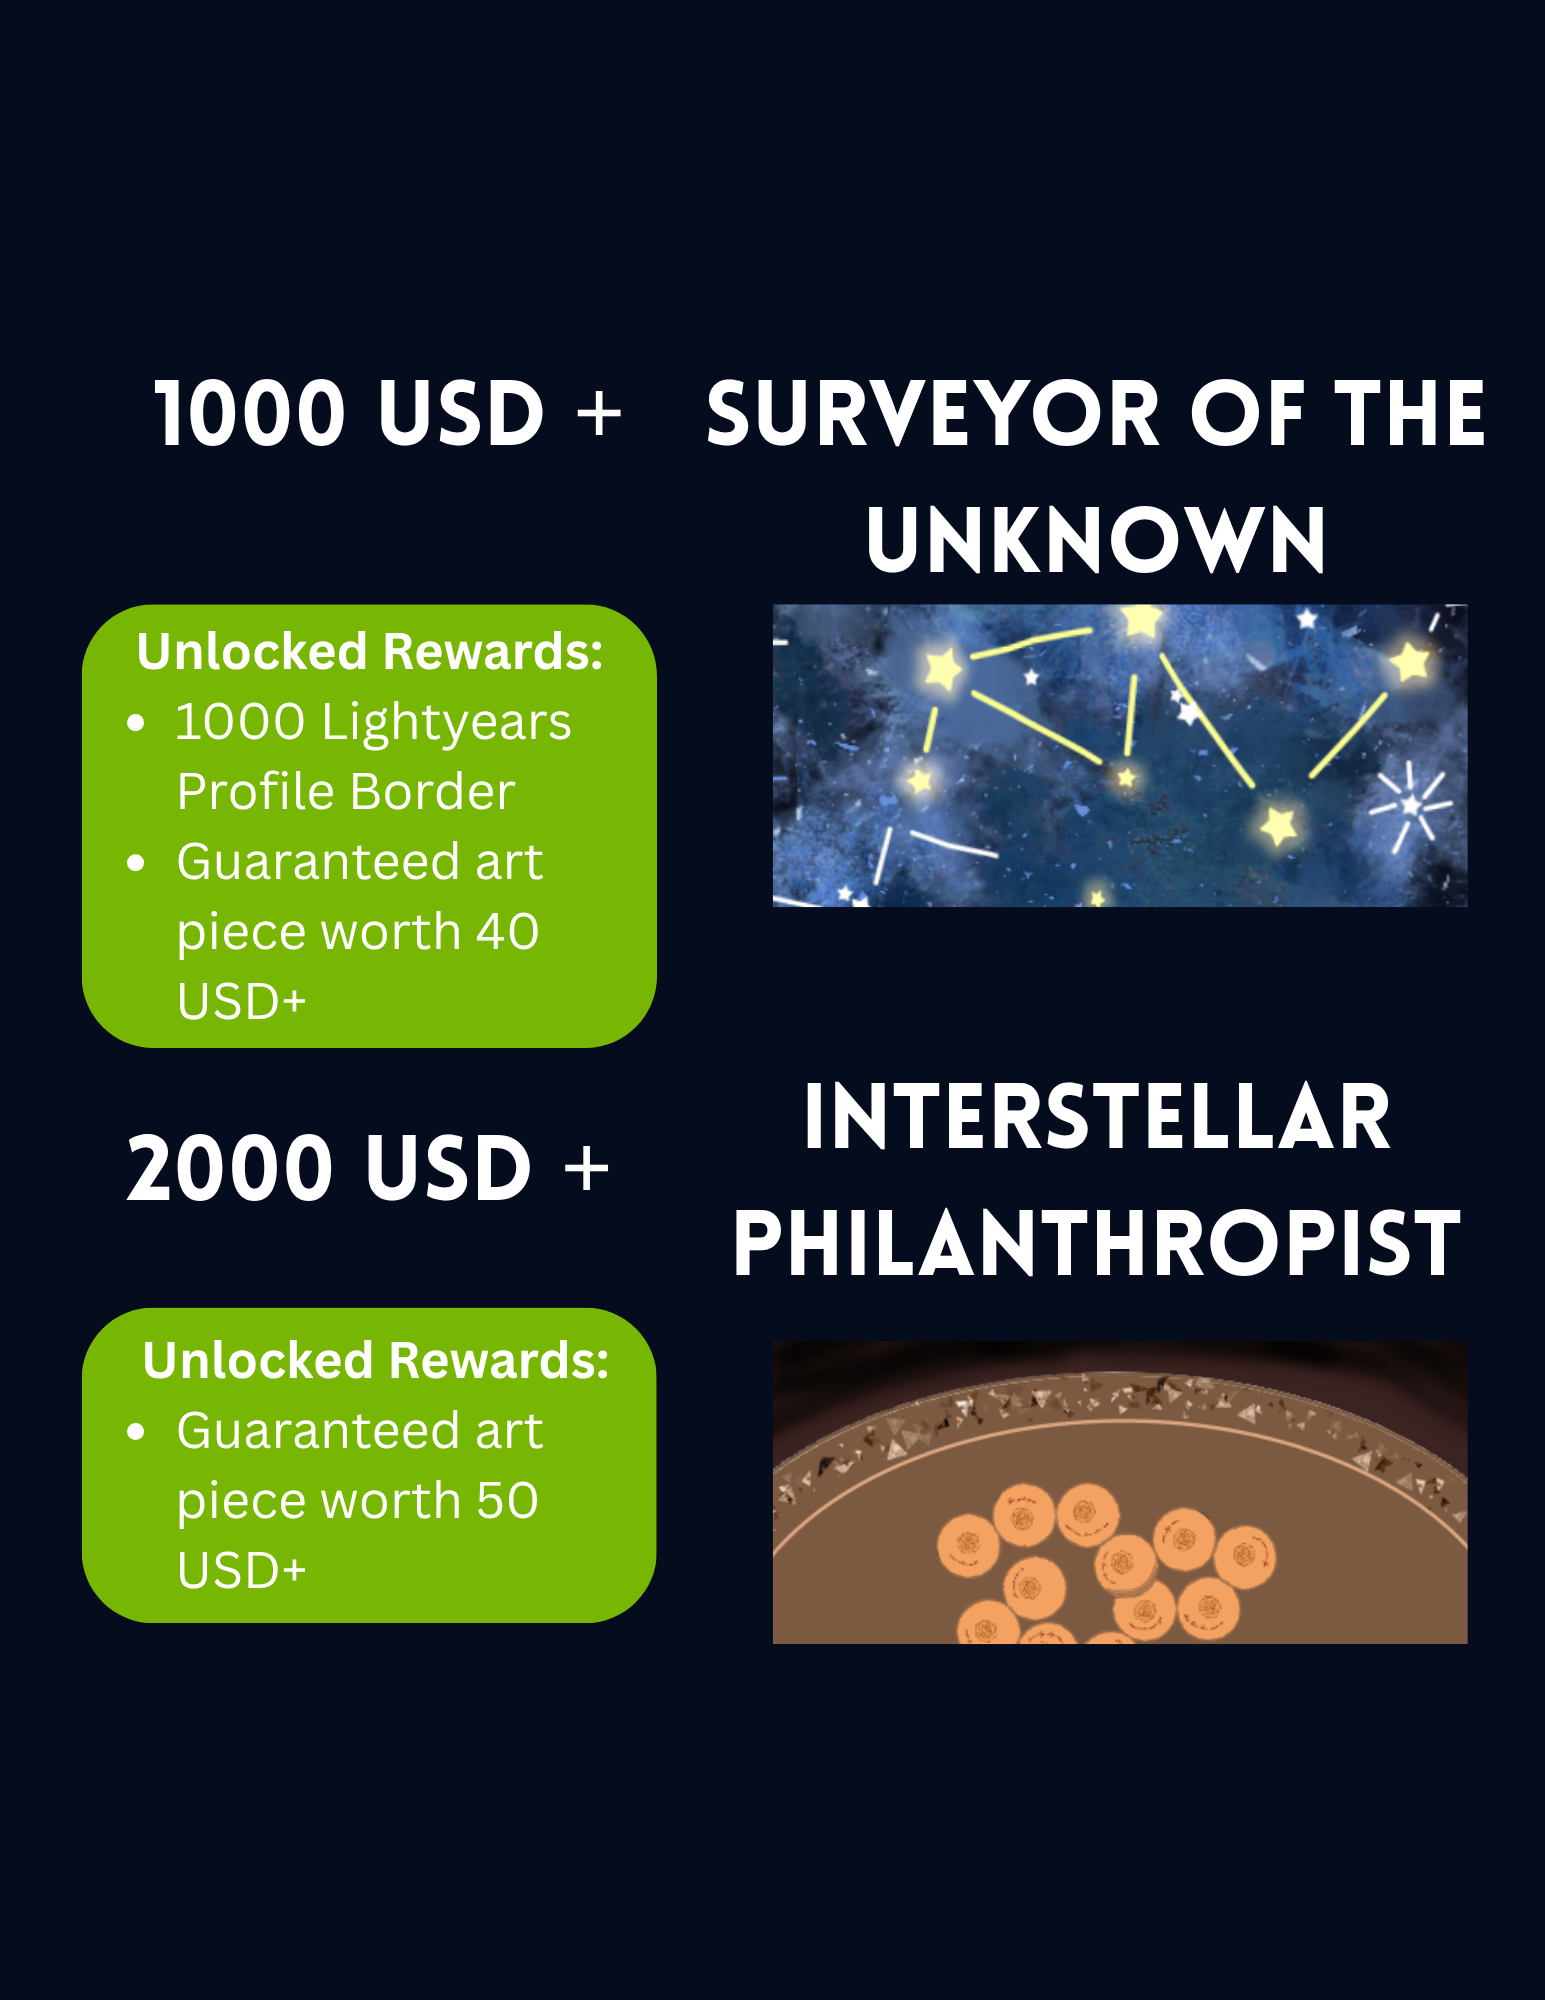 1000 USD +
SURVEYOR OF THE
UNKNOWN
Unlocked Rewards:
• 1000 Lightyears
Profile Border
• Guaranteed art
piece worth 40
USD+
2000 USD +
INTERSTELLAR
PHILANTHROPIST
Unlocked Rewards:
• Guaranteed art
piece worth 50
USD+